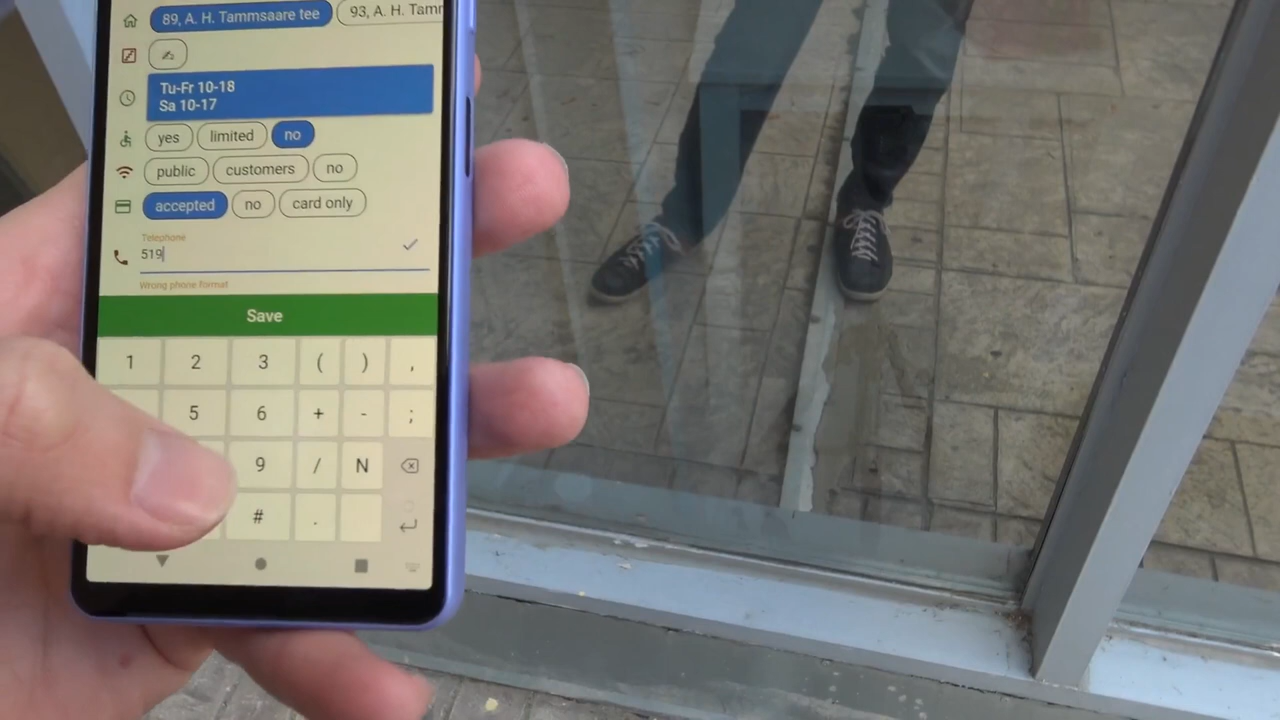 89, A. H. Tammsaare tee
93, A. H. Tamr
Tu-Fr 10-18
Sa 10-17
yes limited no
public customers no
accepted no card only
Telephone
519
Wrong phone format
Save
1 2 3 ( ) ,
5 6 + - ;
9 / N
# .